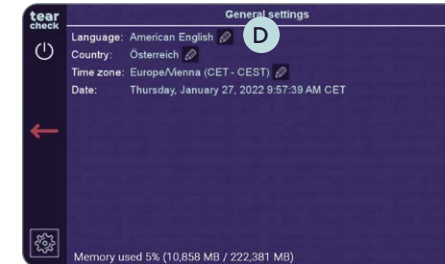 tear
check
General settings
Language: American English
D
Country: Österreich
Time zone: Europe/Vienna (CET - CEST)
Date: Thursday, January 27, 2022 9:57:39 AM CET
Memory used 5% (10,858 MB / 222,381 MB)